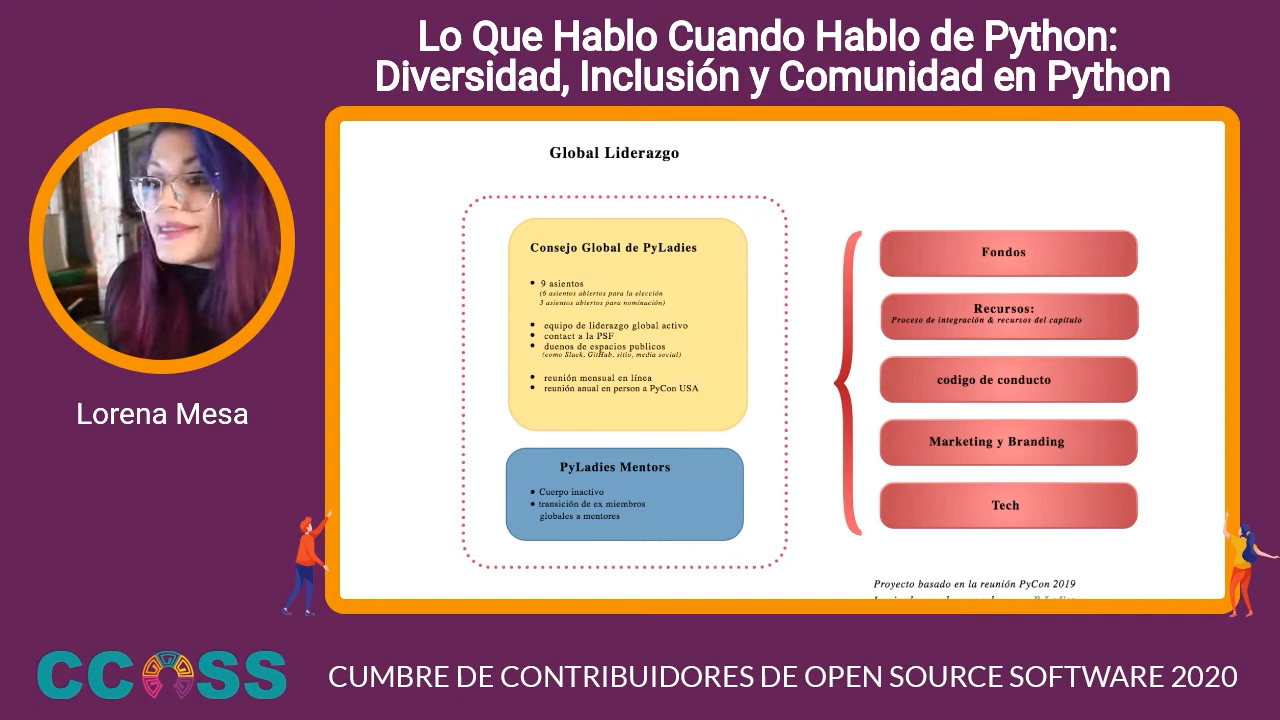 Lo Que Hablo Cuando Hablo de Python:
Diversidad, Inclusión y Comunidad en Python
Lorena Mesa
Global Liderazgo
Consejo Global de PyLadies
9 asientos
(6 asientos abiertos para la elección
3 asientos abiertos para nominación)
equipo de liderazgo global activo
contact a la PSF
duenos de espacios publicos
(como Slack, GitHub, sitio, media social)
reunión mensual en línea
reunión anual en person a PyCon USA
PyLadies Mentors
Cuerpo inactivo
transición de ex miembros
globales a mentores
Fondos
Recursos:
Proceso de integración & recursos del capítulo
codigo de conducto
Marketing y Branding
Tech
Proyecto basado en la reunión PyCon 2019
CCOSS
CUMBRE DE CONTRIBUIDORES DE OPEN SOURCE SOFTWARE 2020